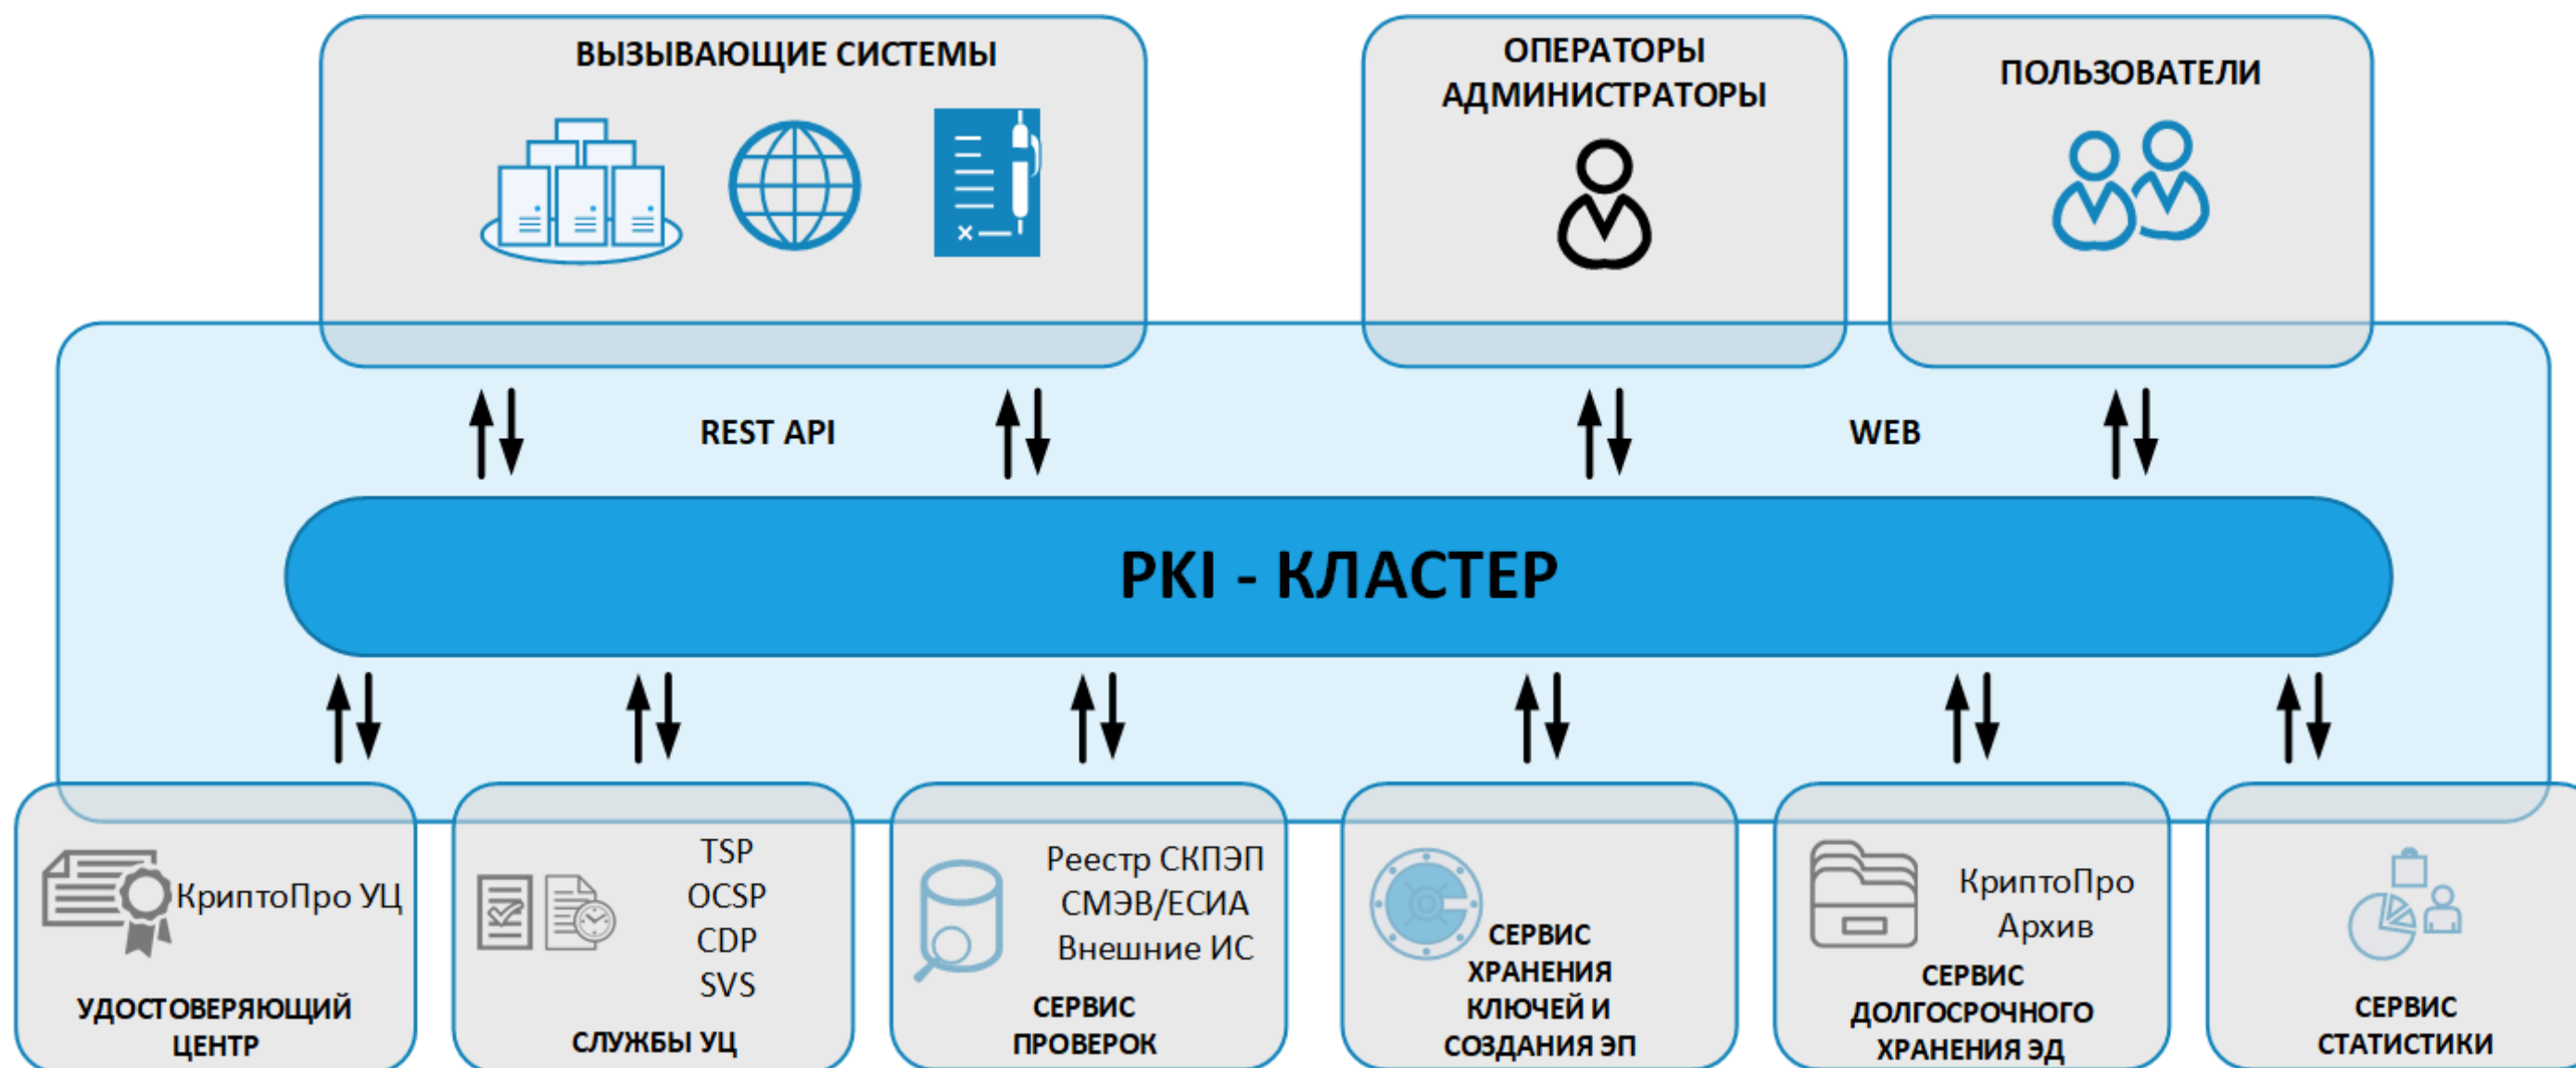 ВЫЗЫВАЮЩИЕ СИСТЕМЫ
ОПЕРАТОРЫ
АДМИНИСТРАТОРЫ
ПОЛЬЗОВАТЕЛИ
REST API
WEB
PKI - КЛАСТЕР
КриптоПро УЦ
УДОСТОВЕРЯЮЩИЙ
ЦЕНТР
TSP
OCSP
CDP
SVS
СЛУЖБЫ УЦ
Реестр СКПЭП
СМЭВ/ЕСИА
Внешние ИС
СЕРВИС
ПРОВЕРОК
СЕРВИС
ХРАНЕНИЯ
КЛЮЧЕЙ И
СОЗДАНИЯ ЭП
КриптоПро
Архив
СЕРВИС
ДОЛГОСРОЧНОГО
ХРАНЕНИЯ ЭД
СЕРВИС
СТАТИСТИКИ